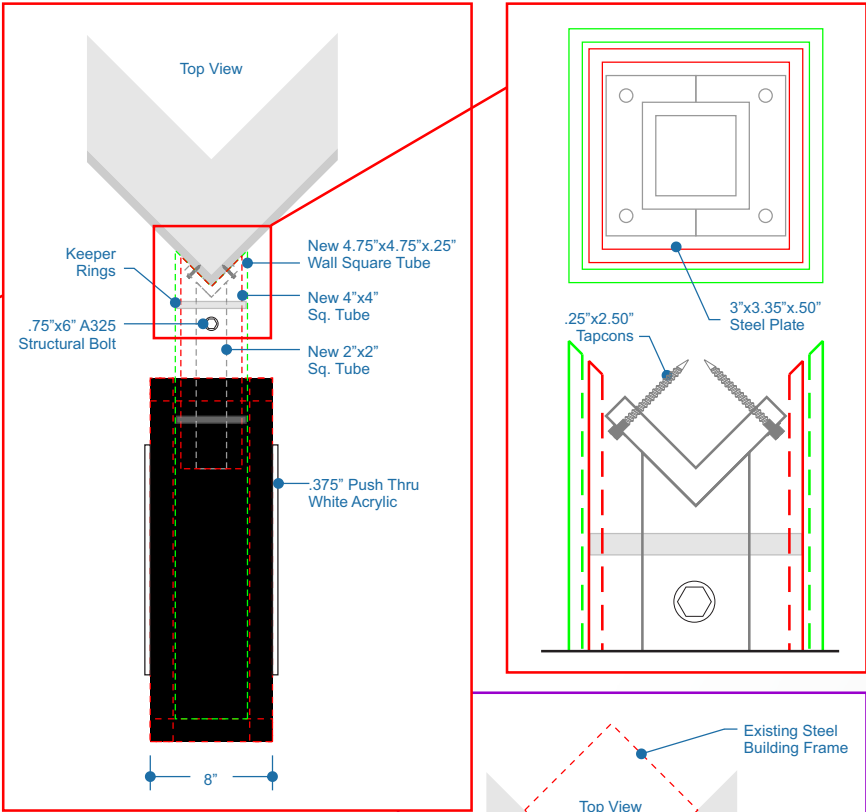 Top View
Keeper
Rings
New 4.75”x4.75”x.25”
Wall Square Tube
New 4”x4”
Sq. Tube
.75”x6” A325
Structural Bolt
New 2”x2”
Sq. Tube
.375” Push Thru
White Acrylic
8”
3”x3.35”x.50”
Steel Plate
.25”x2.50”
Tapcons
Existing Steel
Building Frame
Top View